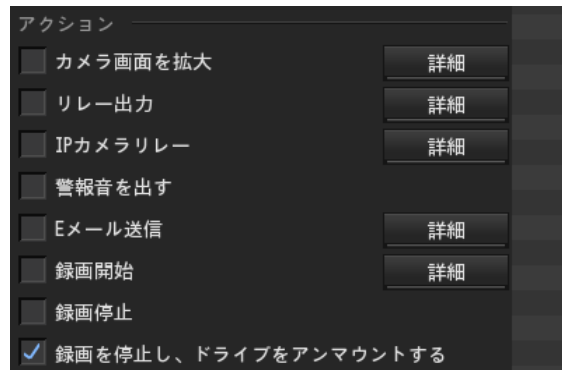 アクション
カメラ画面を拡大 詳細
リレー出力 詳細
IPカメラリレー 詳細
警報音を出す
Eメール送信 詳細
録画開始 詳細
録画停止
録画を停止し、ドライブをアンマウントする